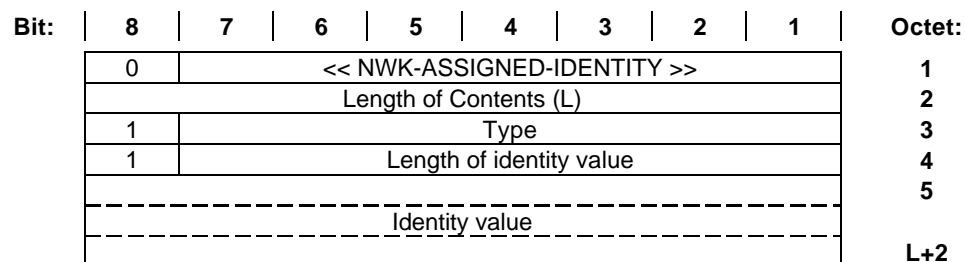 Bit: 8 7 6 5 4 3 2 1 Octet:
0 << NWK-ASSIGNED-IDENTITY >> 1
Length of Contents (L) 2
1 Type 3
1 Length of identity value 4
5
Identity value
L+2